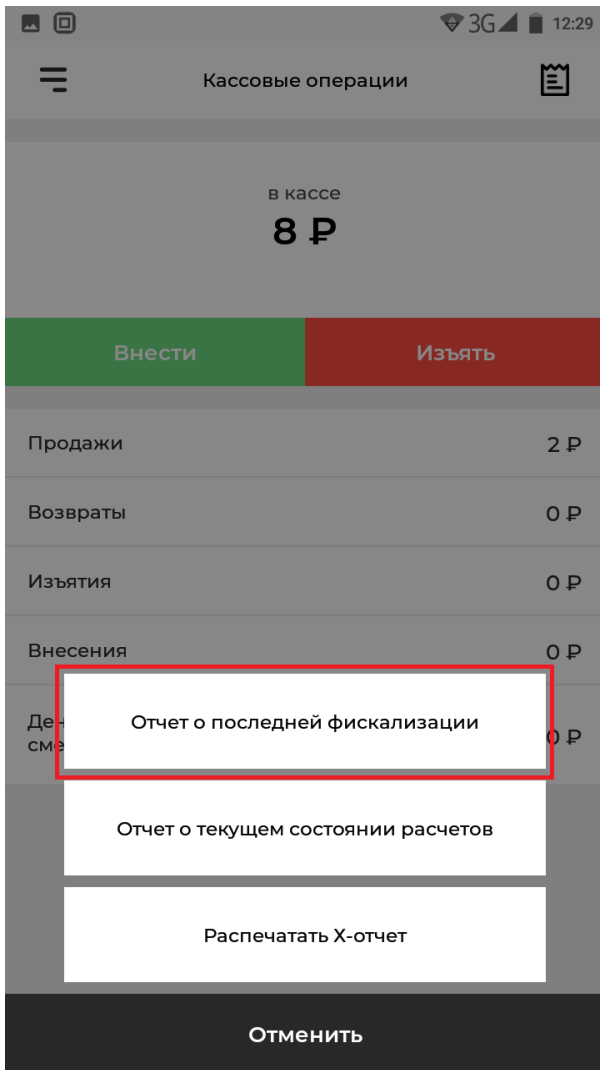 3G 12:29
Кассовые операции
в кассе
8 ₽
Внести Изъять
Продажи 2 ₽
Возвраты 0 ₽
Изъятия 0 ₽
Внесения 0 ₽
0 ₽
Отчет о последней фискализации
Отчет о текущем состоянии расчетов
Распечатать X-отчет
Отменить